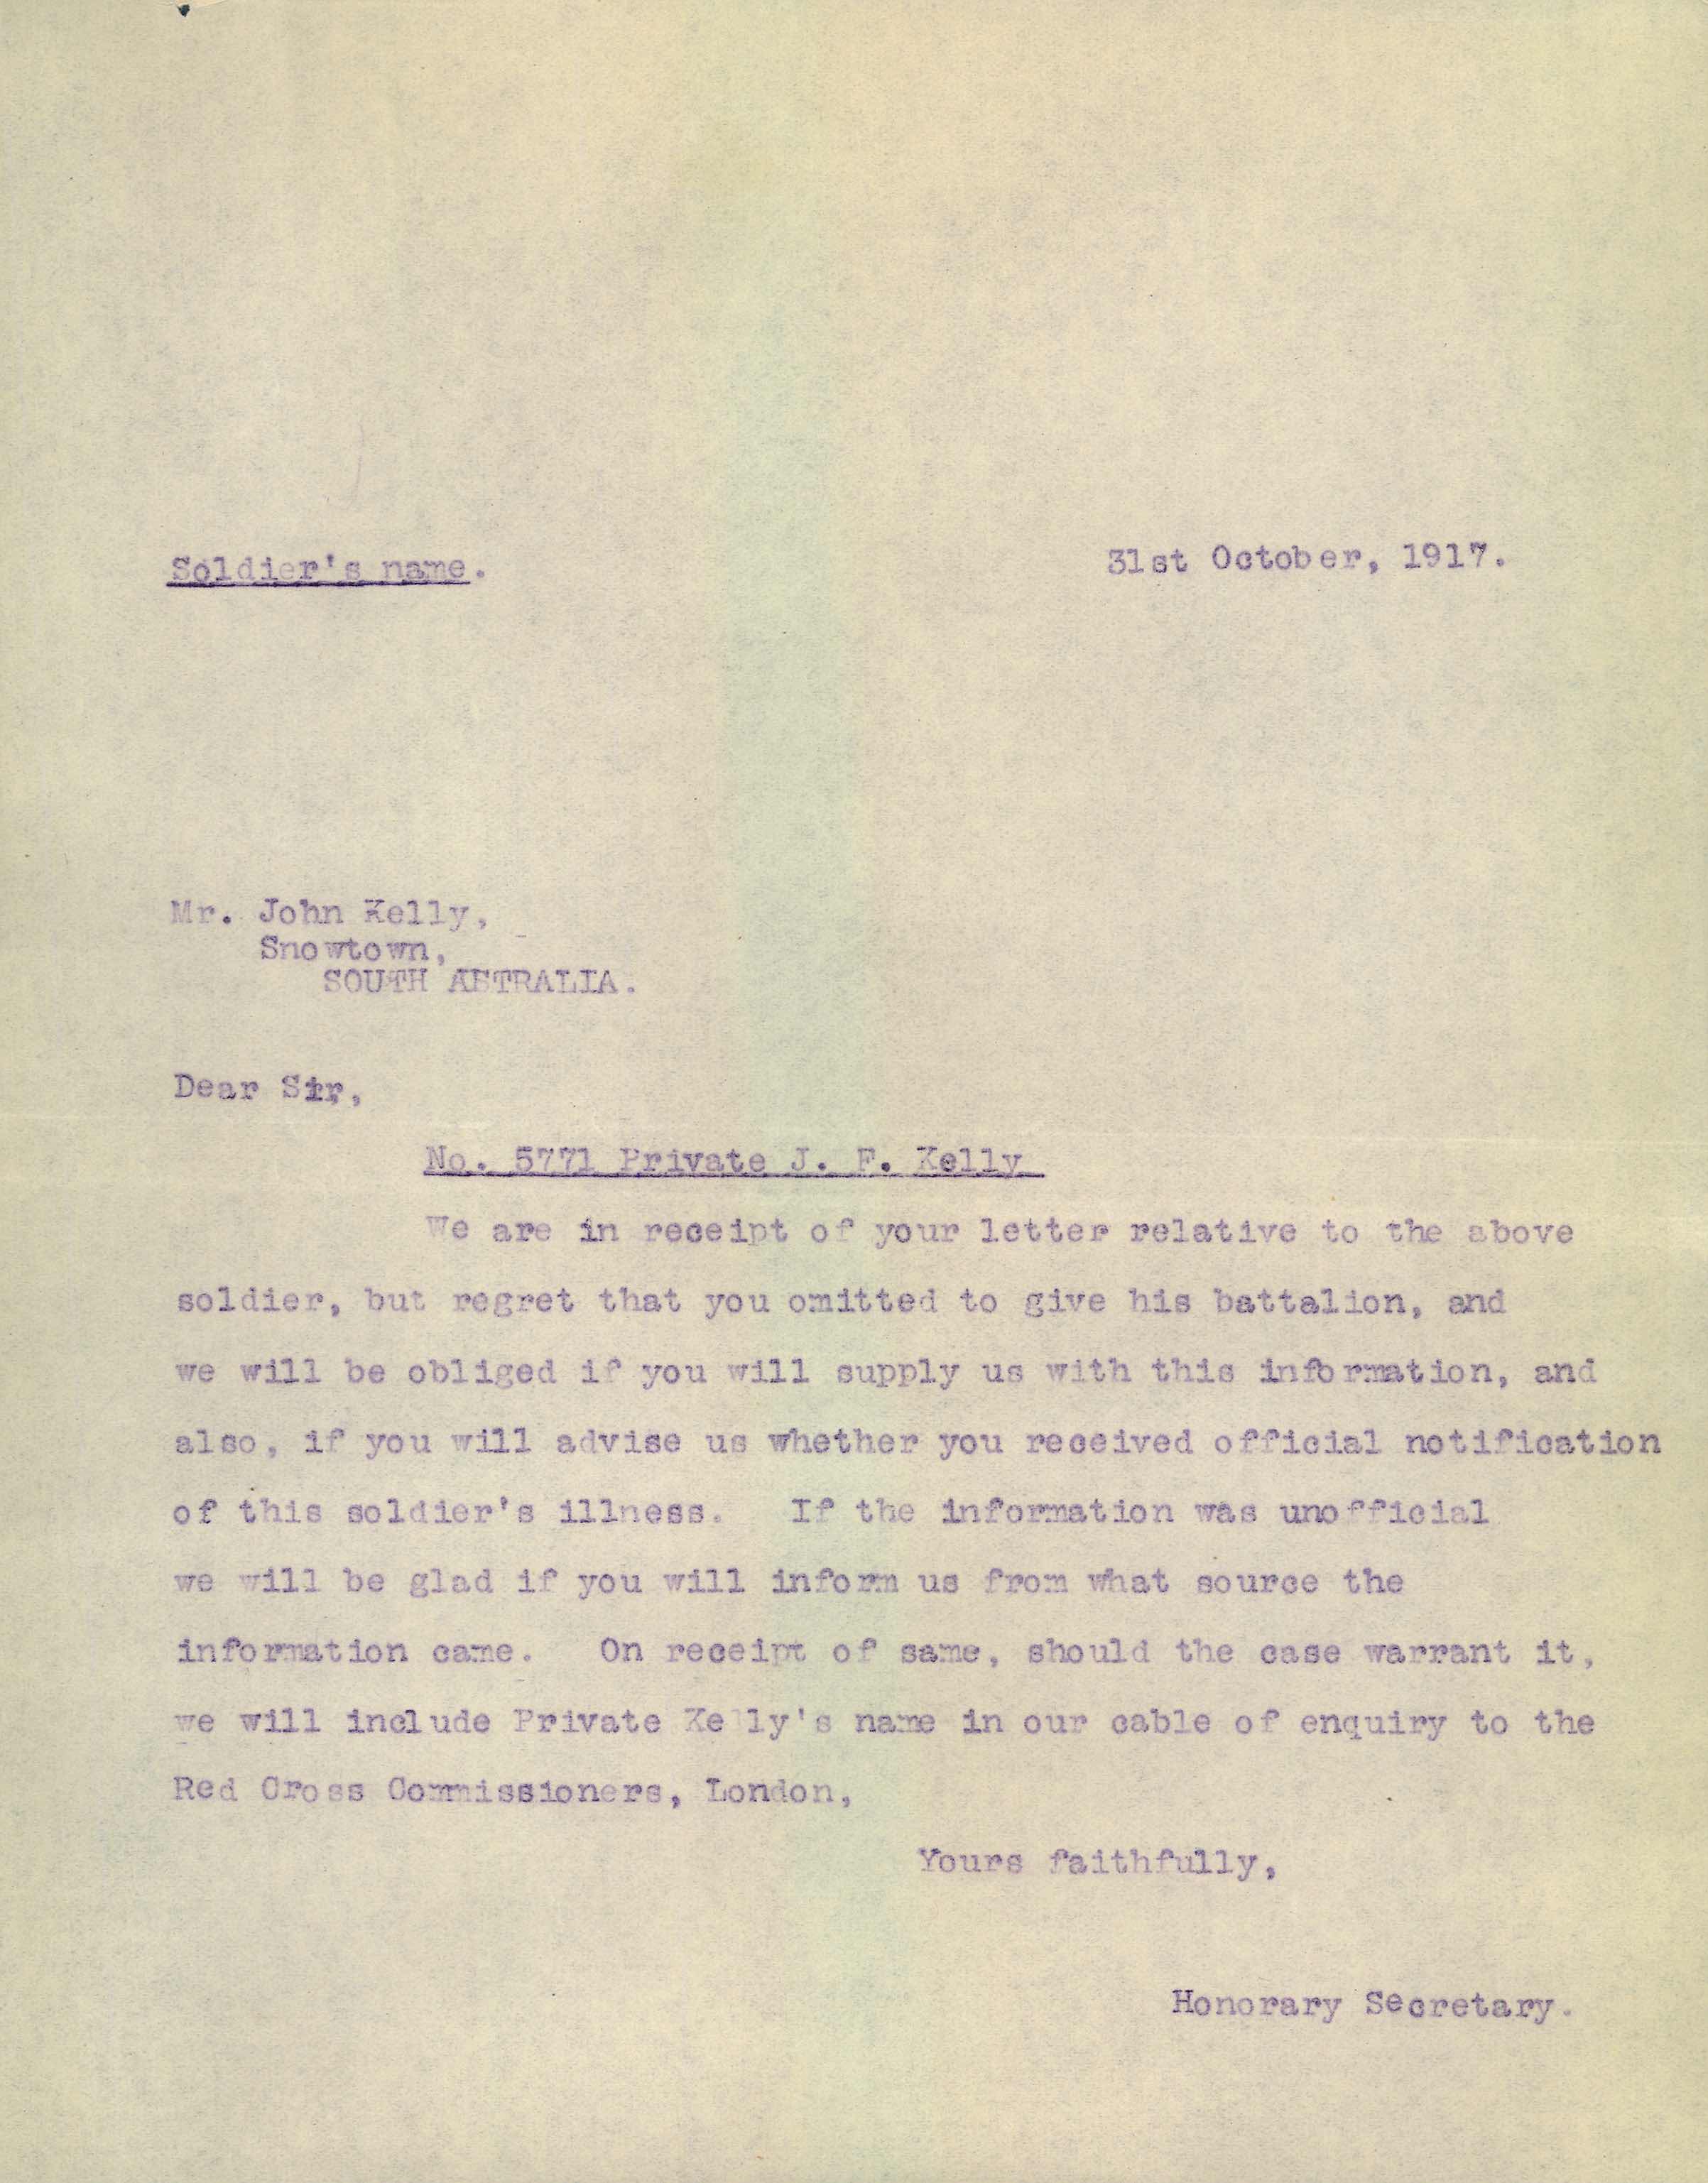 Soldier's name.
31st October, 1917.
Mr. John Kelly,
Snowtown,
SOUTH ASTRALIA.
Dear Sir,
No. 5771 Private J. F. Kelly
We are in receipt of your letter relative to the above
soldier, but regret that you omitted to give his battalion, and
we will be obliged if you will supply us with this information, and
also, if you will advise us whether you received official notification
of this soldier's illness. If the information was unofficial
we will be glad if you will inform us from what source the
information came. On receipt of same, should the case warrant it,
we will include Private Kelly's name in our cable of enquiry to the
Red Cross Commissioners, London,
Yours faithfully,
Honorary Secretary.